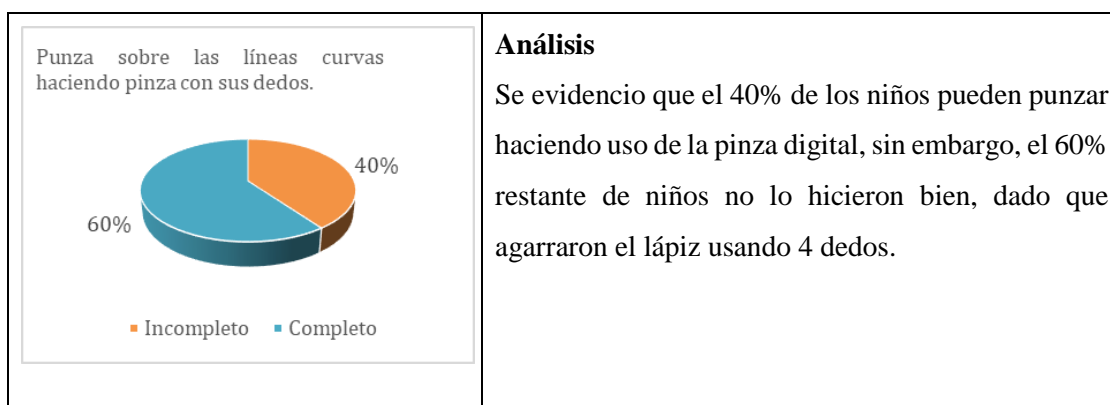 Punza sobre las líneas curvas
haciendo pinza con sus dedos.
40%
60%
Incompleto Completo
Análisis
Se evidencio que el 40% de los niños pueden punzar
haciendo uso de la pinza digital, sin embargo, el 60%
restante de niños no lo hicieron bien, dado que
agarraron el lápiz usando 4 dedos.